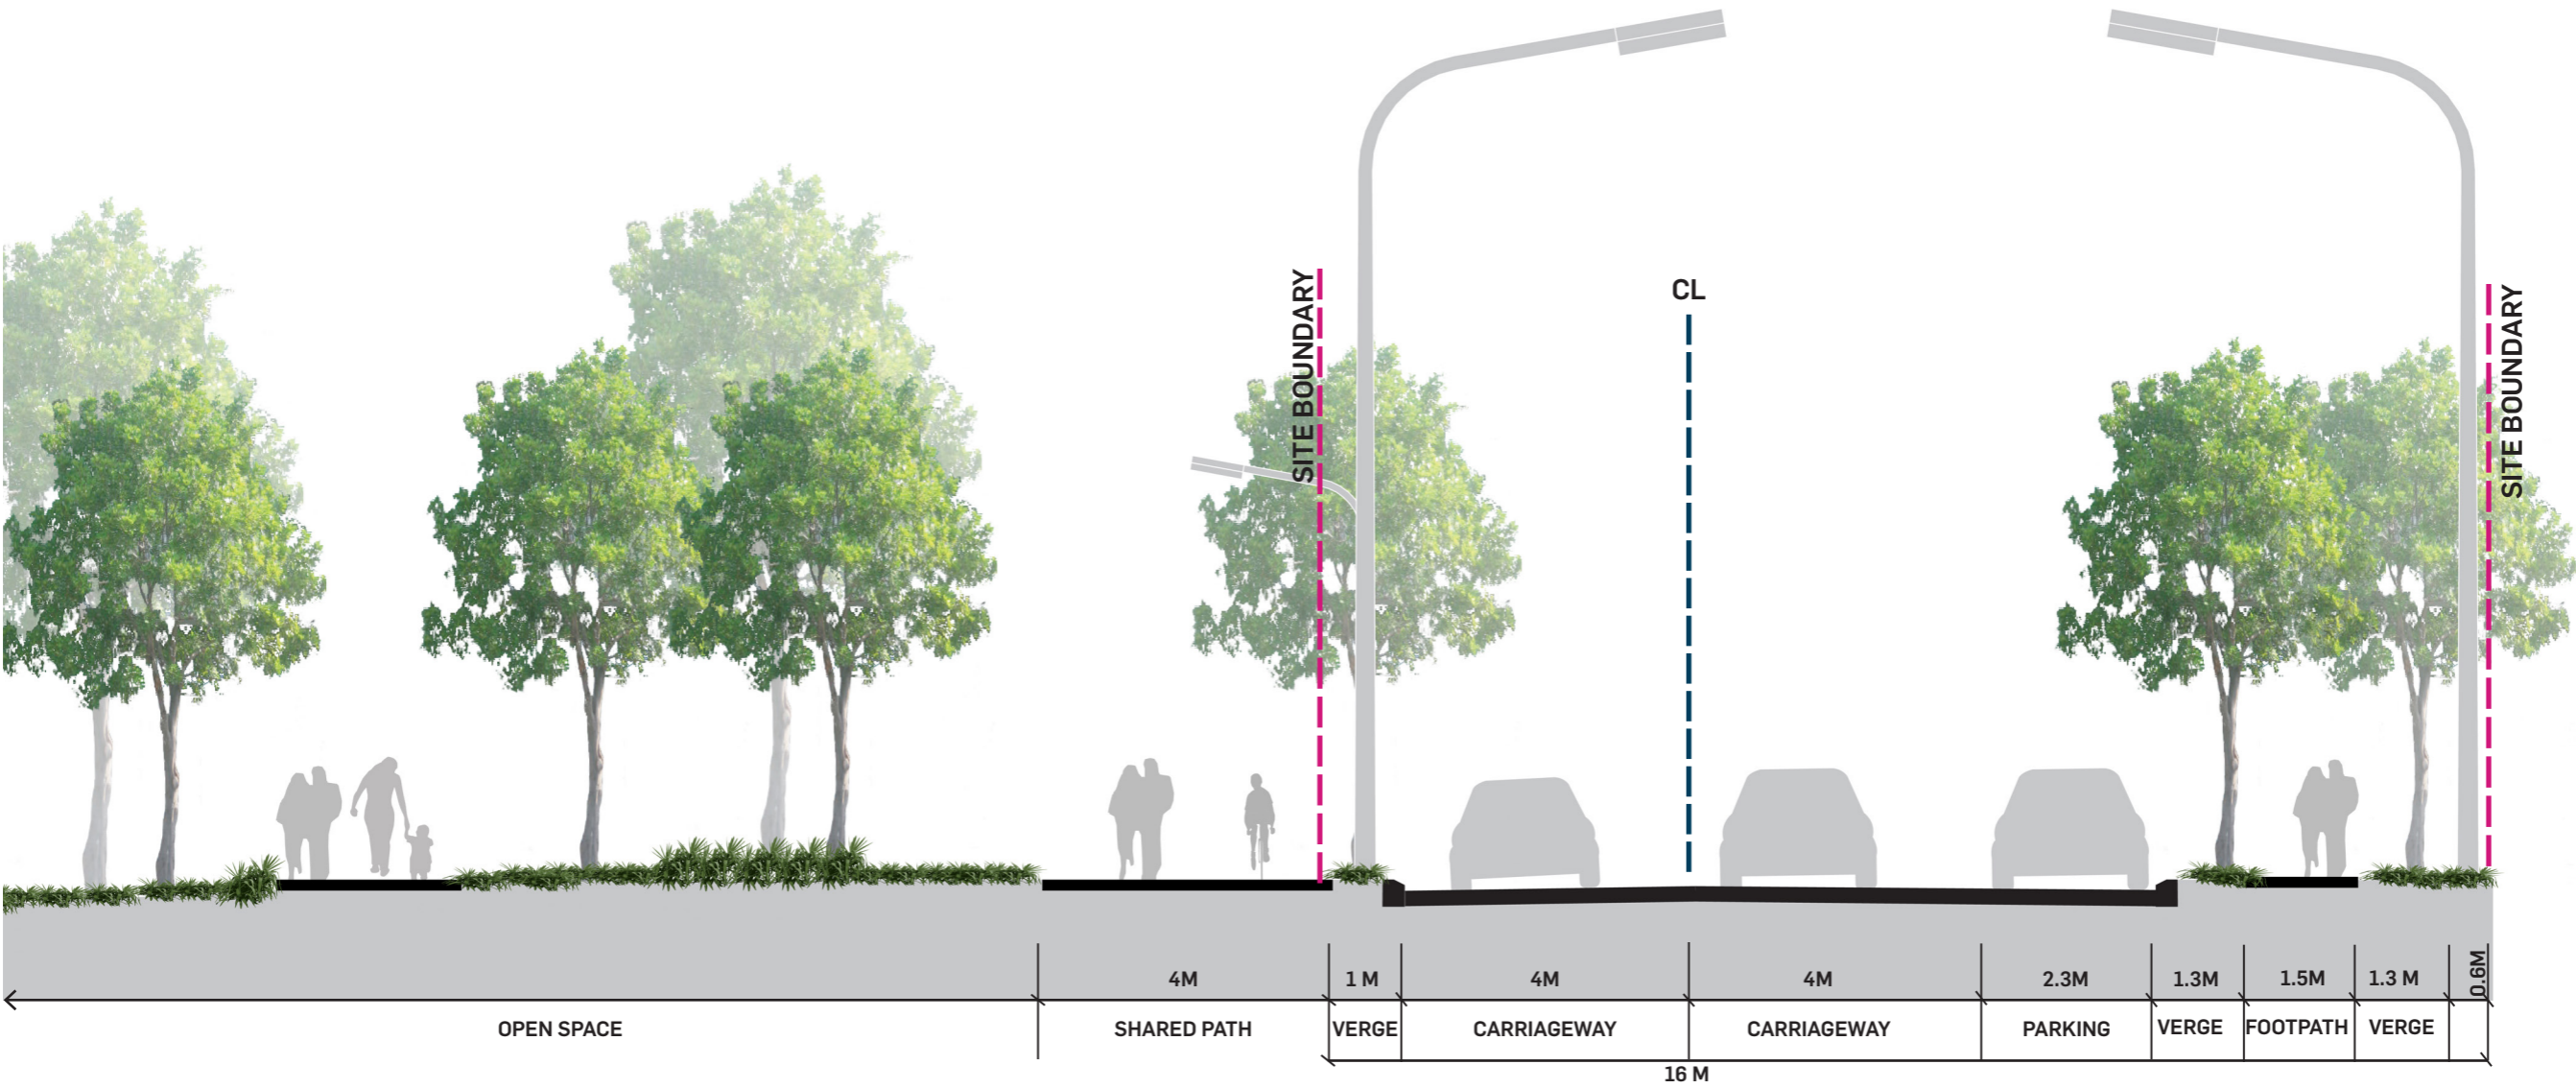 SITE BOUNDARY
CL
SITE BOUNDARY
4M
1 M
4M
4M
2.3M
1.3M
1.5M
1.3 M
0.6M
OPEN SPACE
SHARED PATH
VERGE
CARRIAGEWAY
CARRIAGEWAY
PARKING
VERGE
FOOTPATH
VERGE
16 M